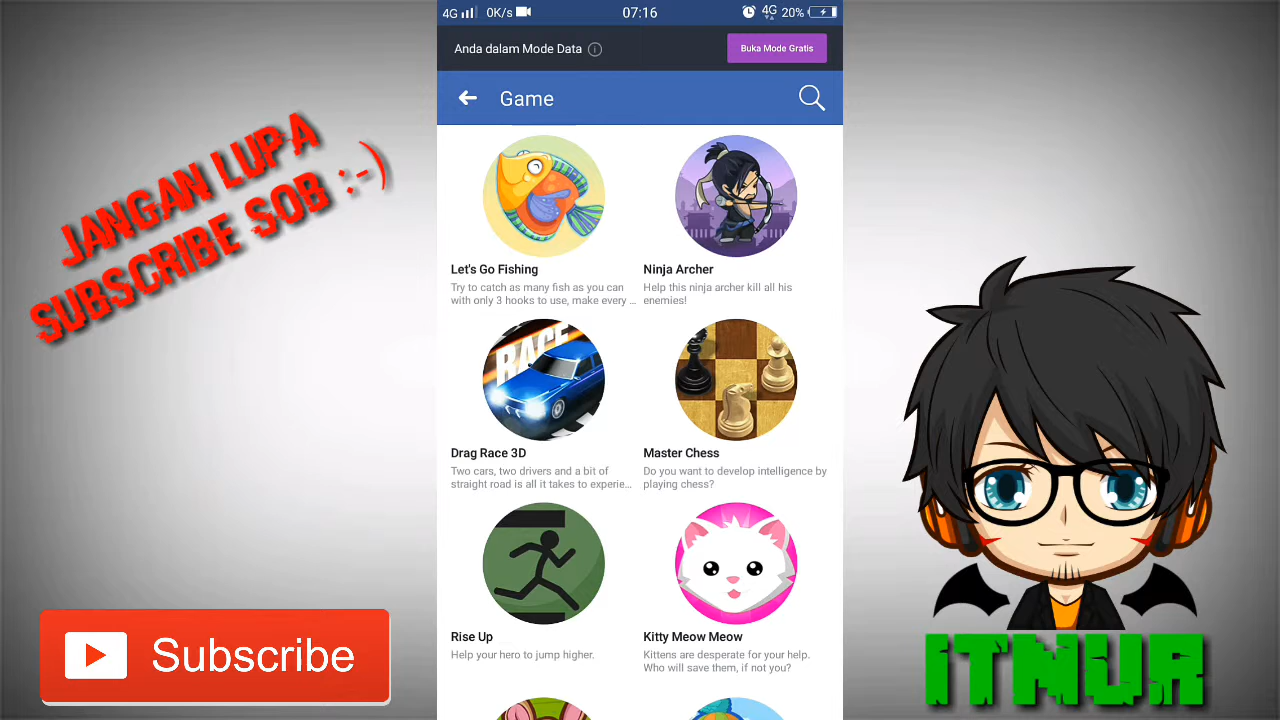 4G 0K/s 07:16 4G 20%
Anda dalam Mode Data
Buka Mode Gratis
Game
JANGAN LUPA
SUBSCRIBE SOB :-)
Let's Go Fishing
Try to catch as many fish as you can
with only 3 hooks to use, make every ...
Ninja Archer
Help this ninja archer kill all his
enemies!
RACE
Drag Race 3D
Two cars, two drivers and a bit of
straight road is all it takes to experie...
Master Chess
Do you want to develop intelligence by
playing chess?
Rise Up
Help your hero to jump higher.
Kitty Meow Meow
Kittens are desperate for your help.
Who will save them, if not you?
Subscribe
ITNUR